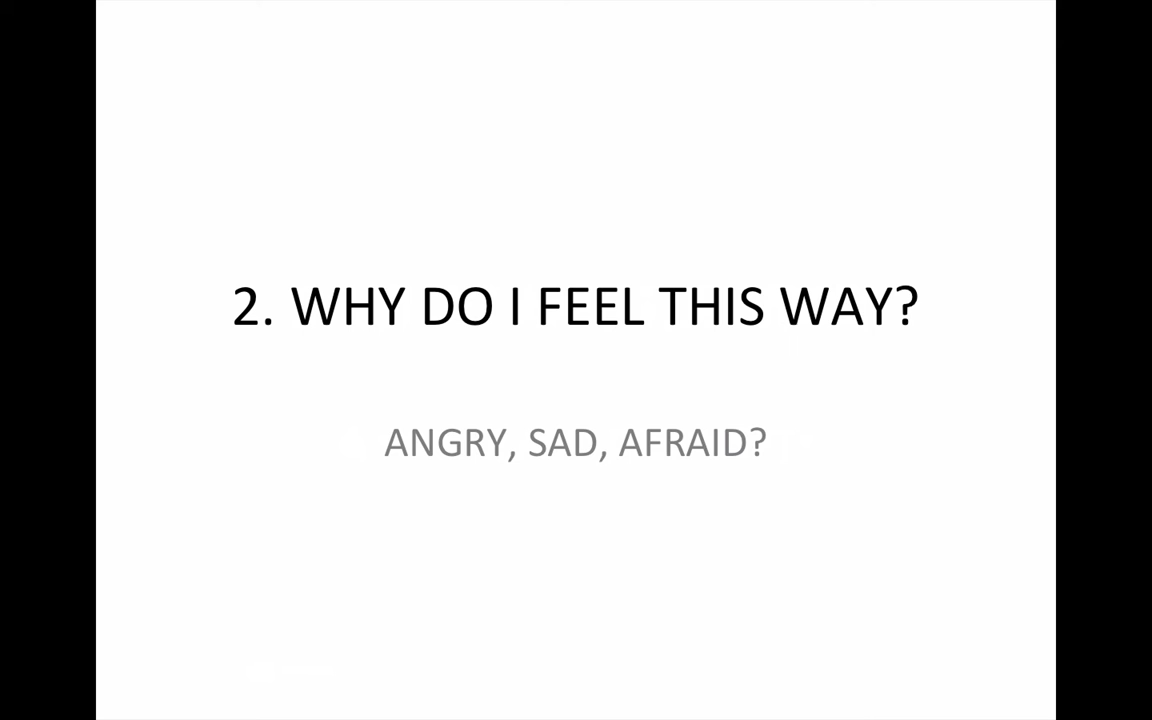 2. WHY DO I FEEL THIS WAY?
ANGRY, SAD, AFRAID?